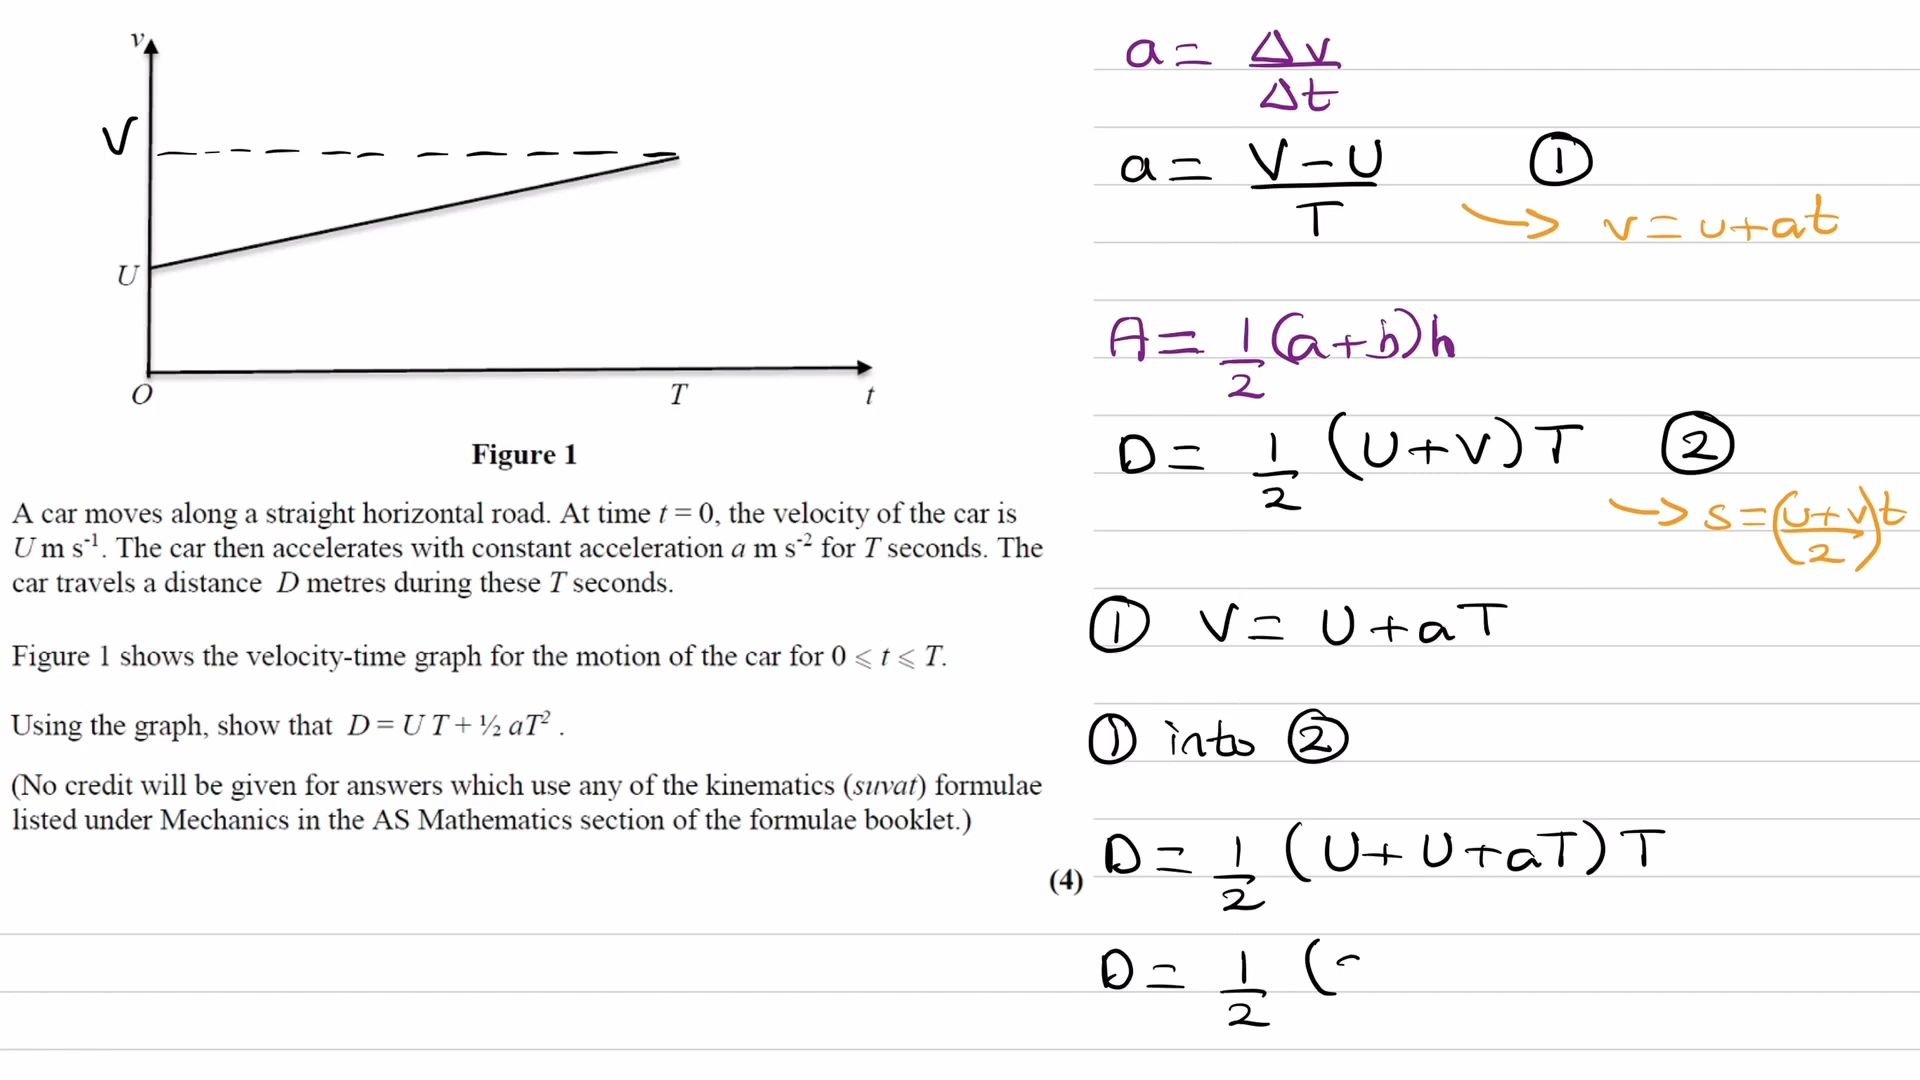 v
V
U
O
T
t
Figure 1
A car moves along a straight horizontal road. At time t = 0, the velocity of the car is
U m s⁻¹. The car then accelerates with constant acceleration a m s⁻² for T seconds. The
car travels a distance D metres during these T seconds.
Figure 1 shows the velocity-time graph for the motion of the car for 0 ⩽ t ⩽ T.
Using the graph, show that D = U T + ½ aT² .
(No credit will be given for answers which use any of the kinematics (suvat) formulae
listed under Mechanics in the AS Mathematics section of the formulae booklet.)
(4)
a = Δv/Δt
a = (V − U)/T ①
→ v = u + at
A = 1/2 (a + b)h
D = 1/2 (U + V) T ②
→ s = ((u + v)/2) t
① V = U + aT
① into ②
D = 1/2 (U + U + aT) T
D = 1/2 (